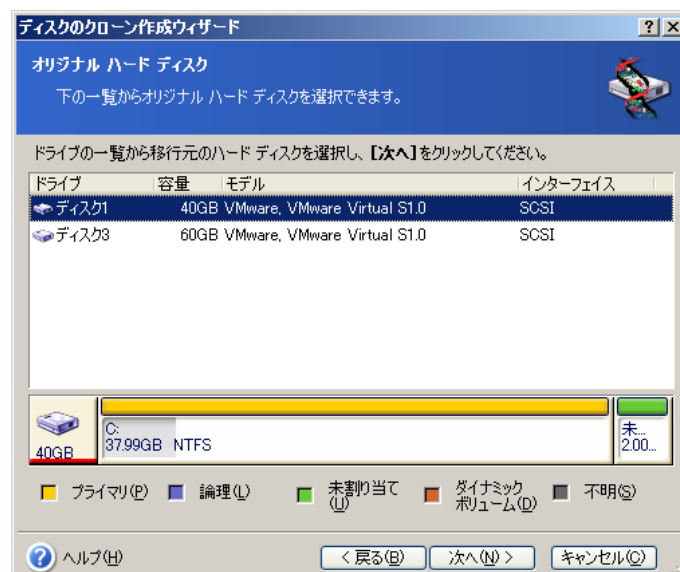 ディスクのクローン作成ウィザード
オリジナル ハード ディスク
下の一覧からオリジナル ハード ディスクを選択できます。
ドライブの一覧から移行元のハード ディスクを選択し、【次へ】をクリックしてください。
ドライブ 容量 モデル インターフェイス
ディスク1 40GB VMware, VMware Virtual S1.0 SCSI
ディスク3 60GB VMware, VMware Virtual S1.0 SCSI
40GB
C:
37.99GB NTFS
未...
2.00...
プライマリ(P) 論理(L) 未割り当て(U) ダイナミック ボリューム(D) 不明(S)
ヘルプ(H) < 戻る(B) 次へ(N) > キャンセル(C)